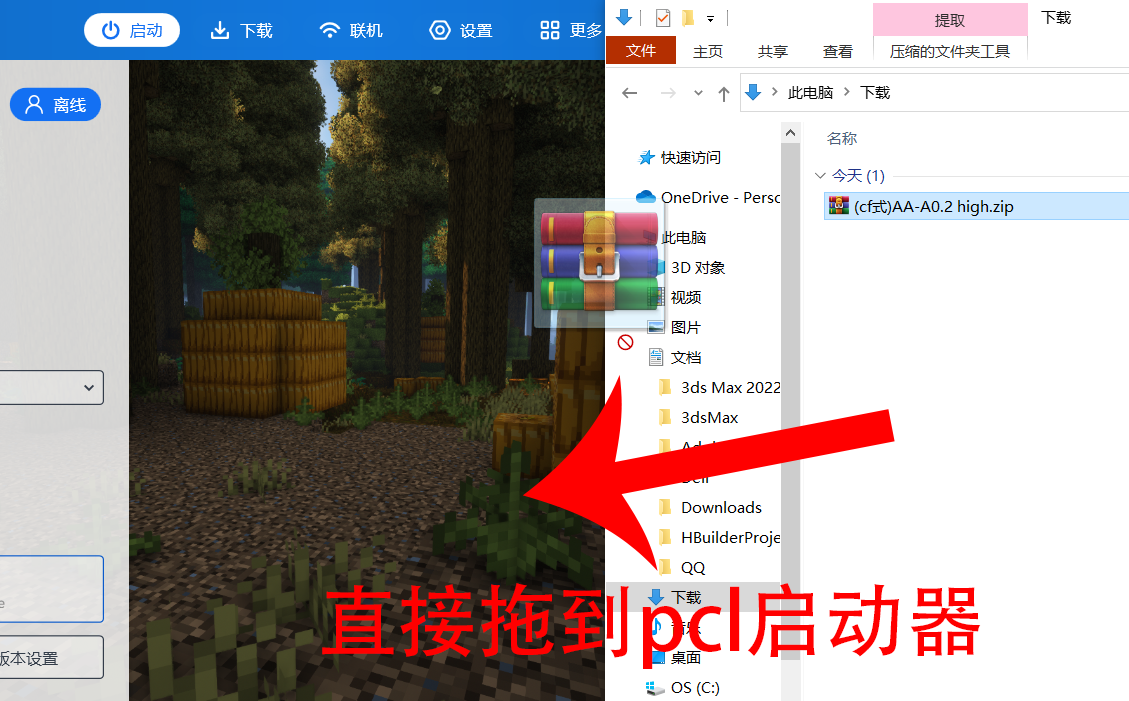 启动
下载
联机
设置
更多
离线
e
版本设置
提取
下载
文件
主页
共享
查看
压缩的文件夹工具
此电脑 > 下载
名称
今天 (1)
(cf式)AA-A0.2 high.zip
快速访问
OneDrive - Persc
此电脑
3D 对象
视频
图片
文档
3ds Max 2022
3dsMax
Downloads
HBuilderProje
QQ
下载
音乐
桌面
OS (C:)
直接拖到pcl启动器